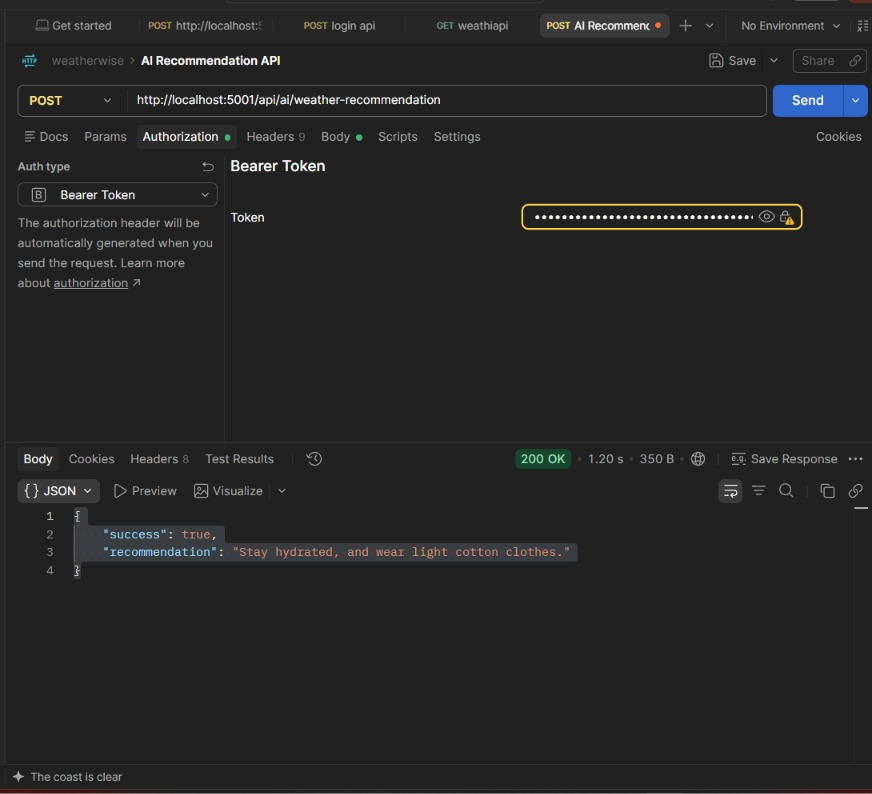 Get started POST http://localhost:5 POST login api GET weathiapi POST AI Recommenc No Environment
HTTP weatherwise > AI Recommendation API Save Share
POST http://localhost:5001/api/ai/weather-recommendation Send
Docs Params Authorization Headers 9 Body Scripts Settings Cookies
Auth type
B Bearer Token
The authorization header will be
automatically generated when you
send the request. Learn more
about authorization ↗
Bearer Token
Token
Body Cookies Headers 8 Test Results 200 OK • 1.20 s • 350 B e.g. Save Response
{} JSON Preview Visualize
1 {
2 "success": true,
3 "recommendation": "Stay hydrated, and wear light cotton clothes."
4 }
The coast is clear